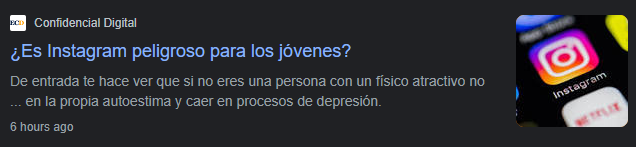 ECD Confidencial Digital
¿Es Instagram peligroso para los jóvenes?
De entrada te hace ver que si no eres una persona con un físico atractivo no
... en la propia autoestima y caer en procesos de depresión.
6 hours ago
Instagram
NETFLIX